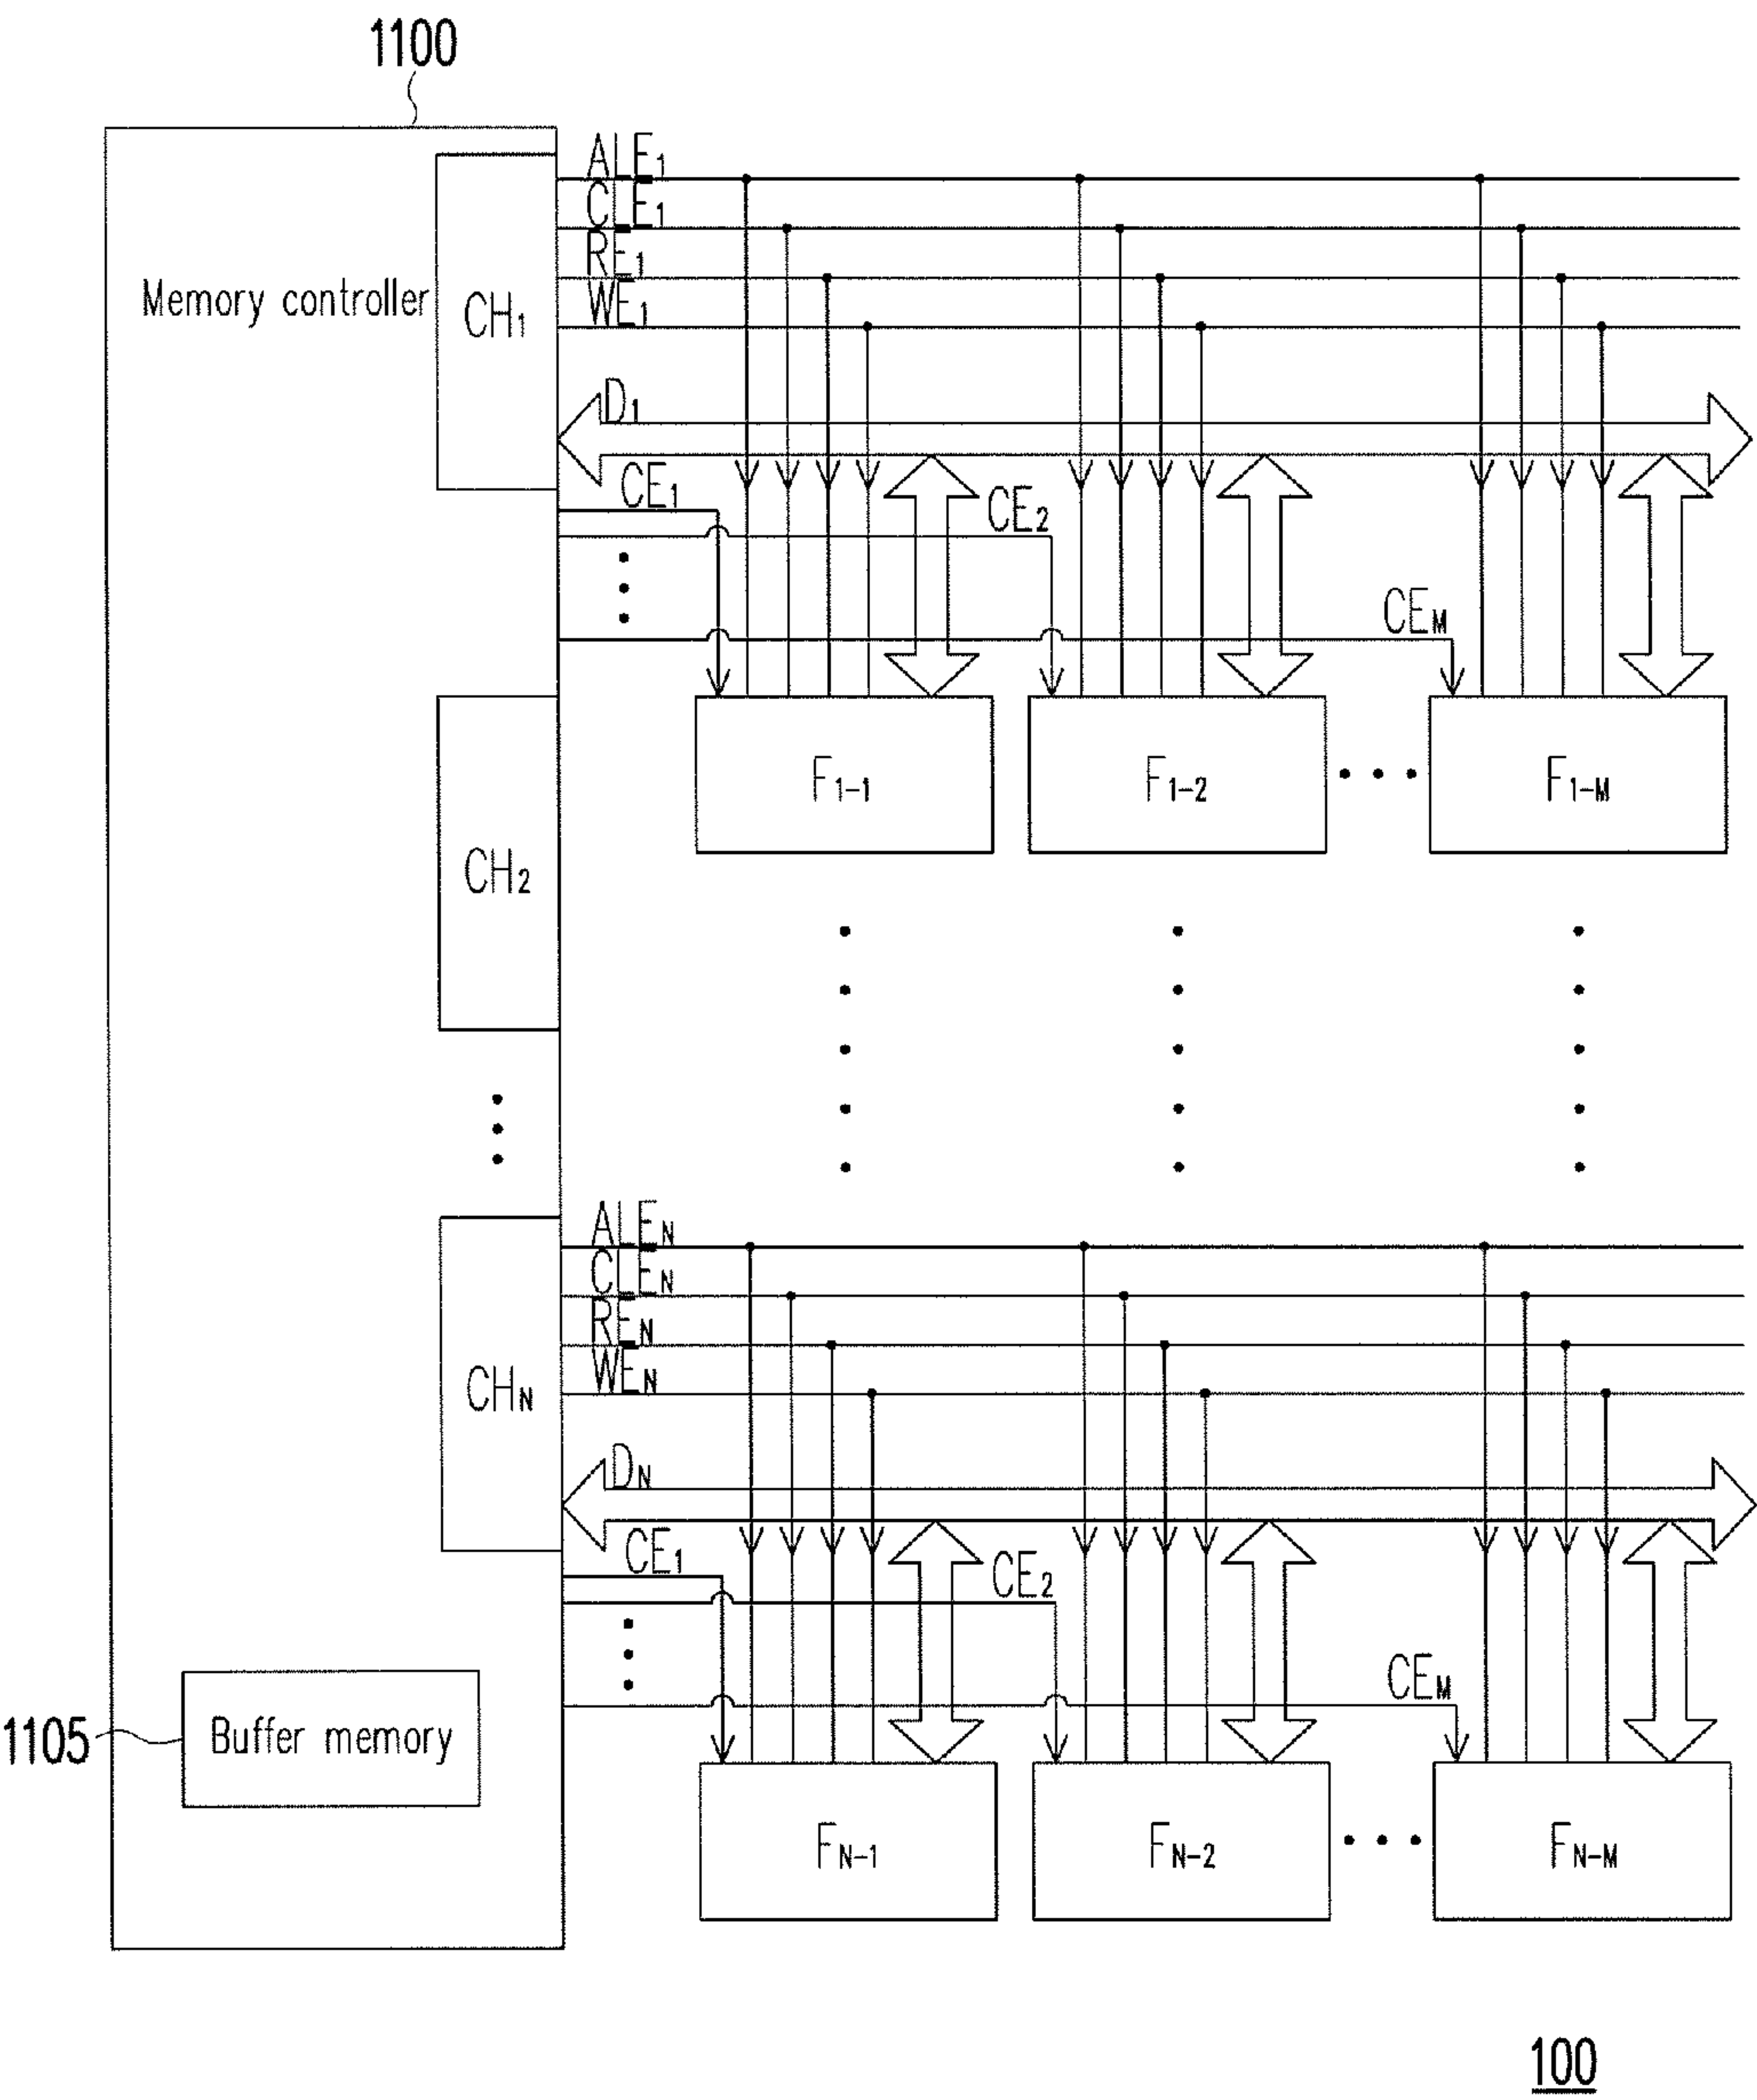 1100
ALE1
CLE1
RE1
WE1
Memory controller
CH1
D1
CE1
CE2
CEM
F1-1
F1-2
F1-M
CH2
ALEN
CLEN
REN
WEN
CHN
DN
CE1
CE2
CEM
1105
Buffer memory
FN-1
FN-2
FN-M
100